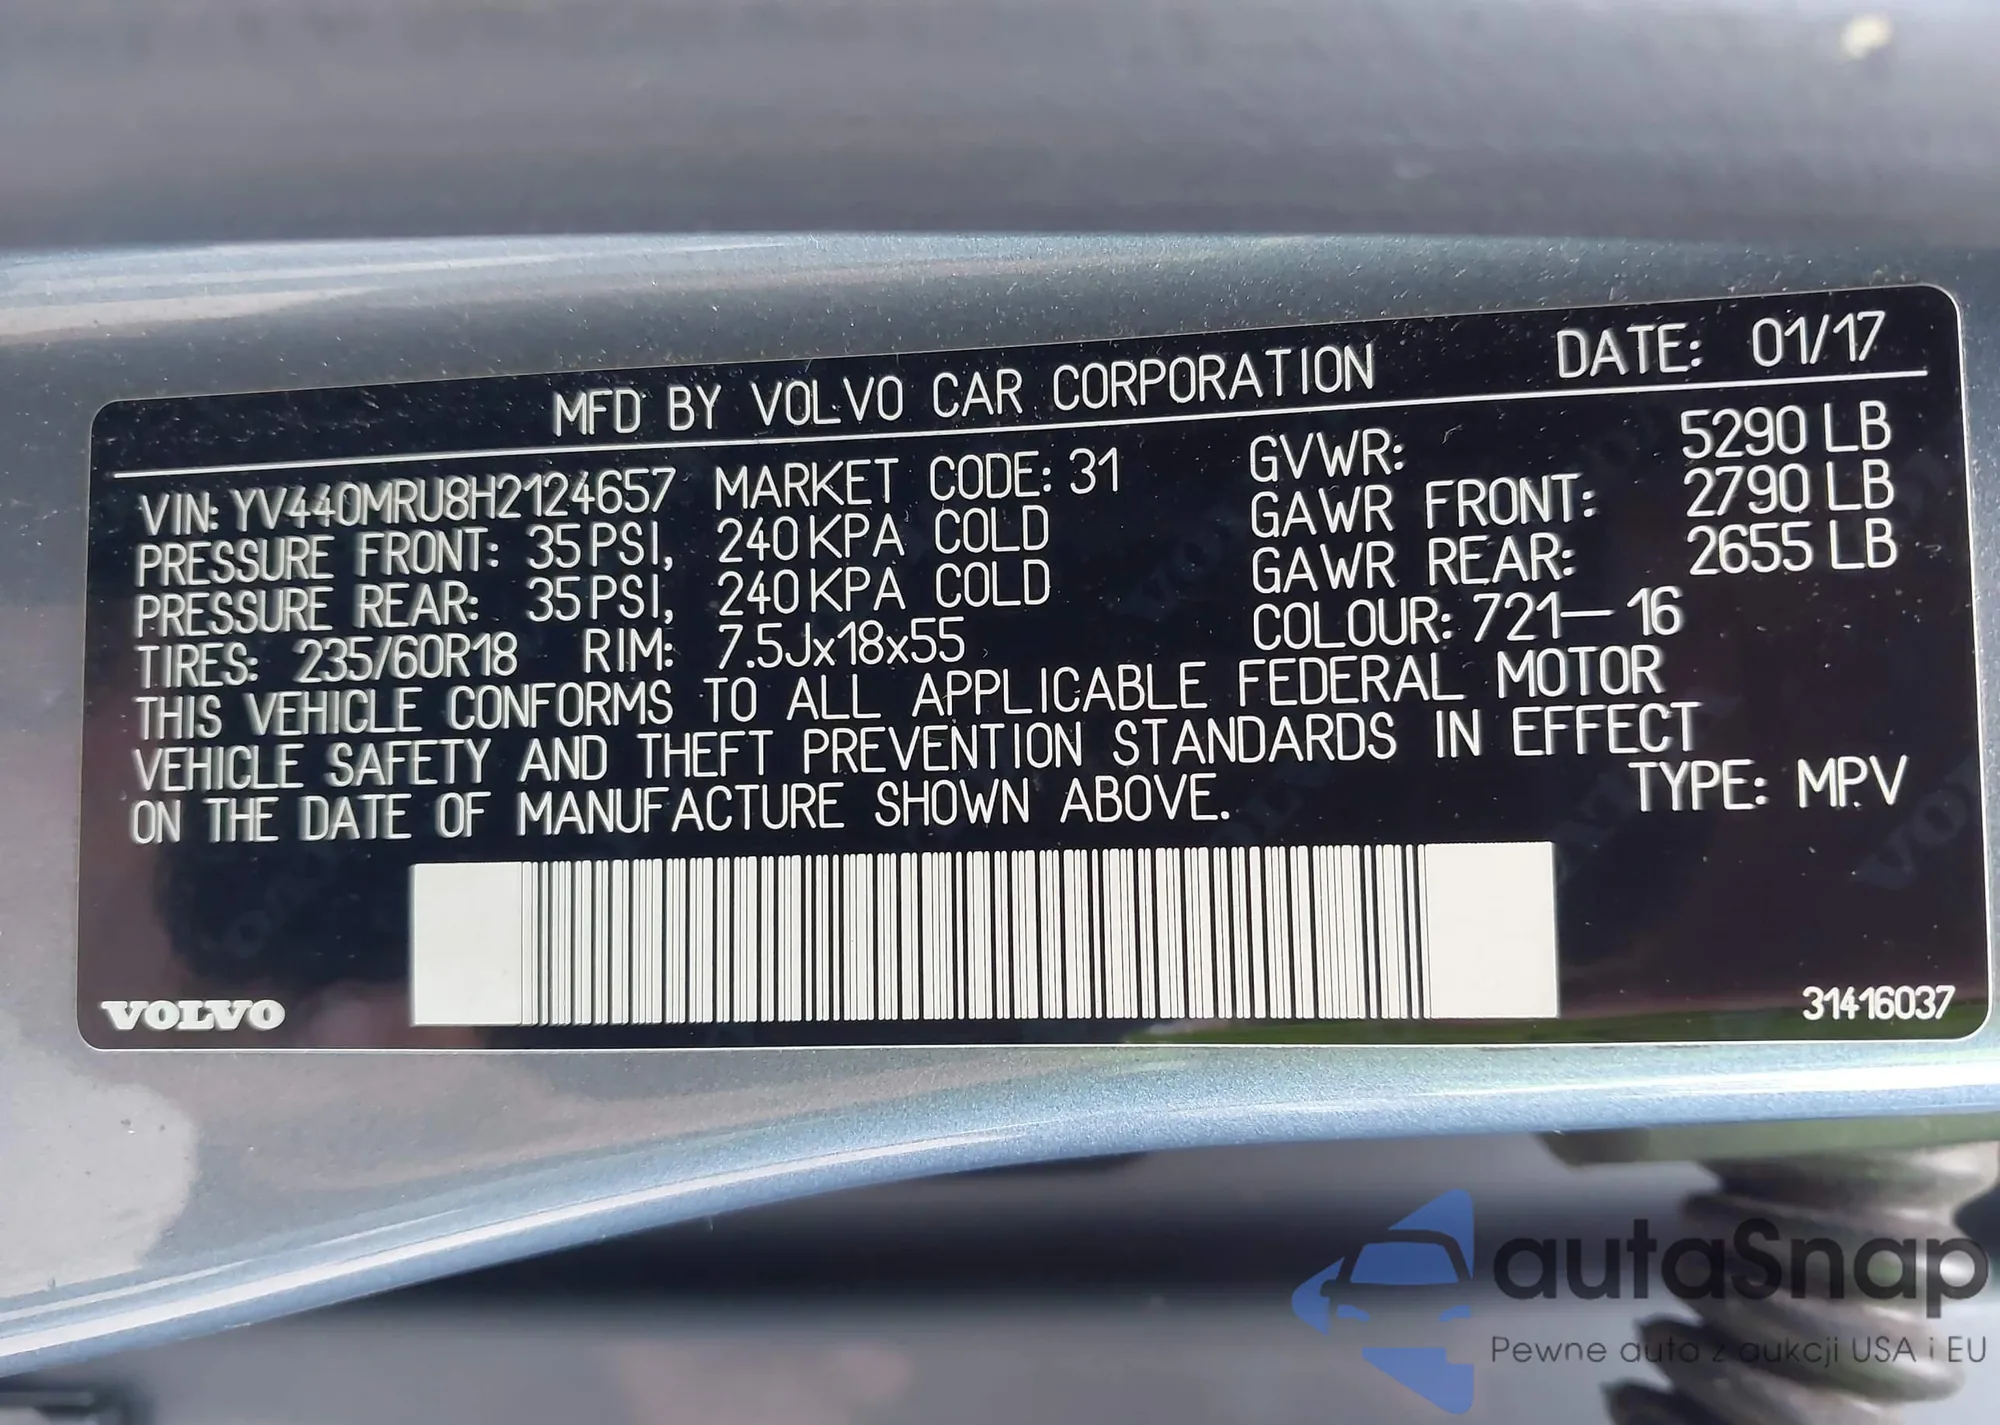 MFD BY VOLVO CAR CORPORATION DATE: 01/17
VIN: YV440MRU8H2124657 MARKET CODE: 31 GVWR: 5290 LB
PRESSURE FRONT: 35 PSI, 240 KPA COLD GAWR FRONT: 2790 LB
PRESSURE REAR: 35 PSI, 240 KPA COLD GAWR REAR: 2655 LB
TIRES: 235/60R18 RIM: 7.5Jx18x55 COLOUR: 721-16
THIS VEHICLE CONFORMS TO ALL APPLICABLE FEDERAL MOTOR
VEHICLE SAFETY AND THEFT PREVENTION STANDARDS IN EFFECT
ON THE DATE OF MANUFACTURE SHOWN ABOVE. TYPE: MPV
VOLVO
31416037
autaSnap
Pewne auta z aukcji USA i EU